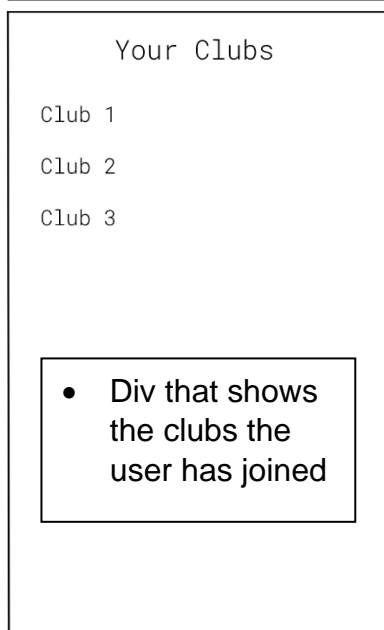 Your Clubs
Club 1
Club 2
Club 3
• Div that shows
the clubs the
user has joined